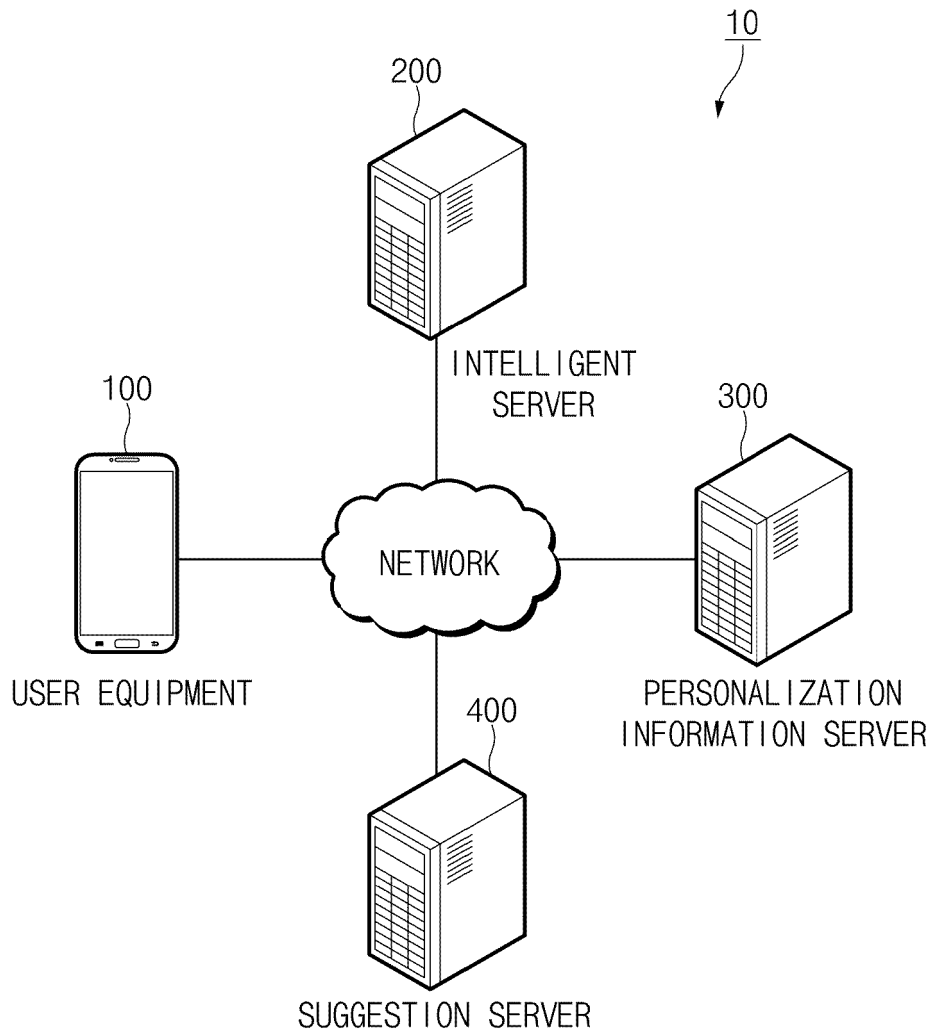 10
200
INTELLIGENT
SERVER
100
300
NETWORK
USER EQUIPMENT
PERSONALIZATION
INFORMATION SERVER
400
SUGGESTION SERVER